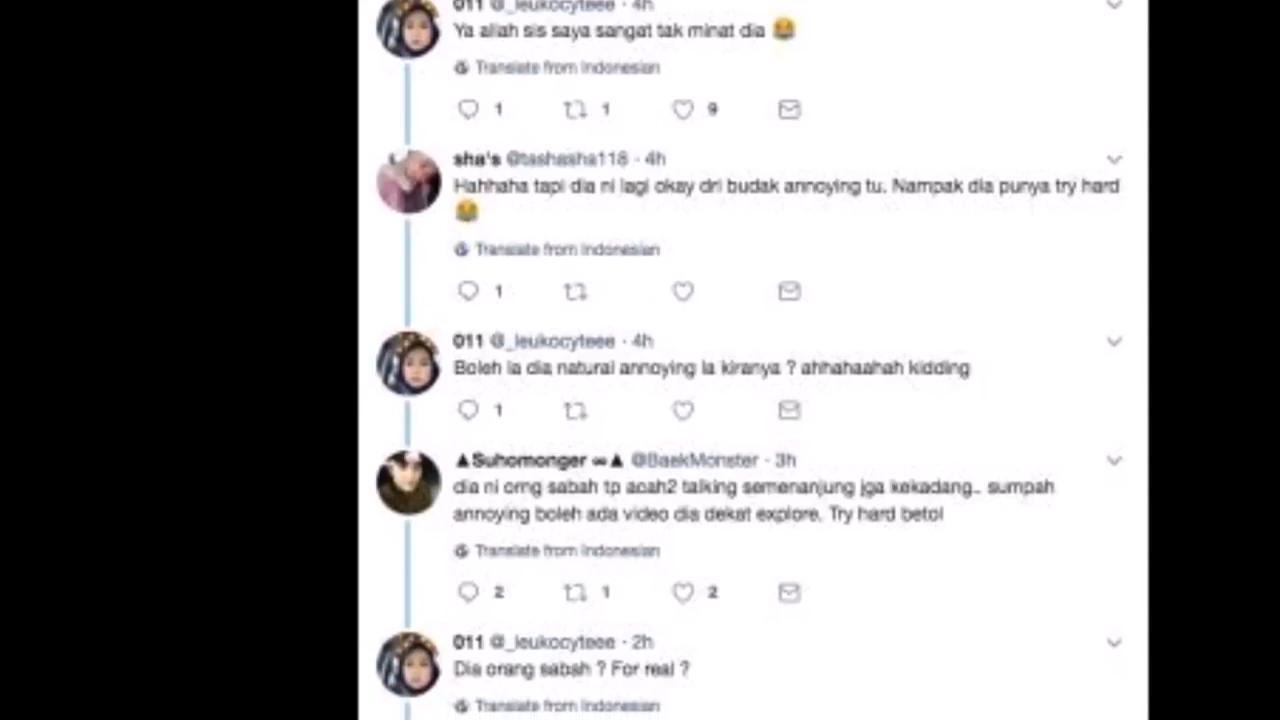 011 @_leukocyteee · 4h
Ya allah sis saya sangat tak minat dia 😂
Translate from Indonesian
1 1 9
sha's @tashasha118 · 4h
Hahhaha tapi dia ni lagi okay dri budak annoying tu. Nampak dia punya try hard
😂
Translate from Indonesian
1
011 @_leukocyteee · 4h
Boleh la dia natural annoying la kiranya ? ahhahaahah kidding
1
▲Suhomonger ∞▲ @BaekMonster · 3h
dia ni orng sabah tp acah2 talking semenanjung jga kekadang.. sumpah
annoying boleh ada video dia dekat explore. Try hard betol
Translate from Indonesian
2 1 2
011 @_leukocyteee · 2h
Dia orang sabah ? For real ?
Translate from Indonesian